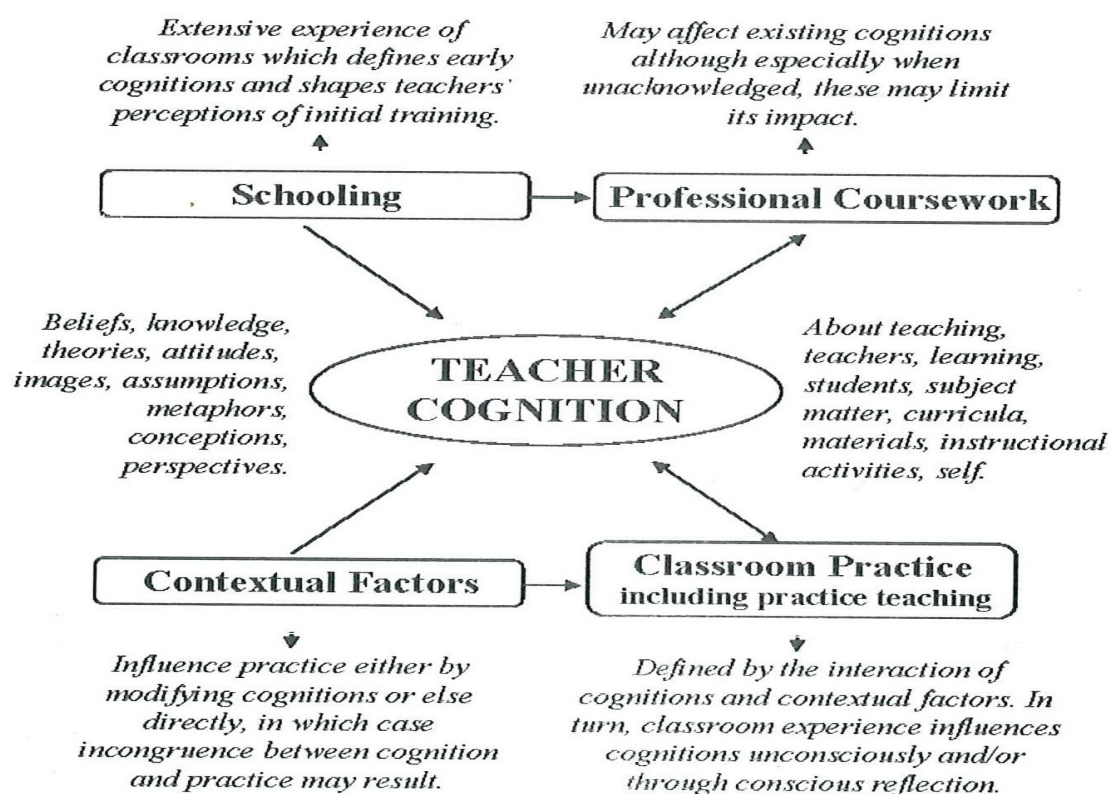 Extensive experience of
classrooms which defines early
cognitions and shapes teachers'
perceptions of initial training.
May affect existing cognitions
although especially when
unacknowledged, these may limit
its impact.
Schooling
Professional Coursework
Beliefs, knowledge,
theories, attitudes,
images, assumptions,
metaphors,
conceptions,
perspectives.
TEACHER
COGNITION
About teaching,
teachers, learning,
students, subject
matter, curricula,
materials, instructional
activities, self.
Contextual Factors
Classroom Practice
including practice teaching
Influence practice either by
modifying cognitions or else
directly, in which case
incongruence between cognition
and practice may result.
Defined by the interaction of
cognitions and contextual factors. In
turn, classroom experience influences
cognitions unconsciously and/or
through conscious reflection.